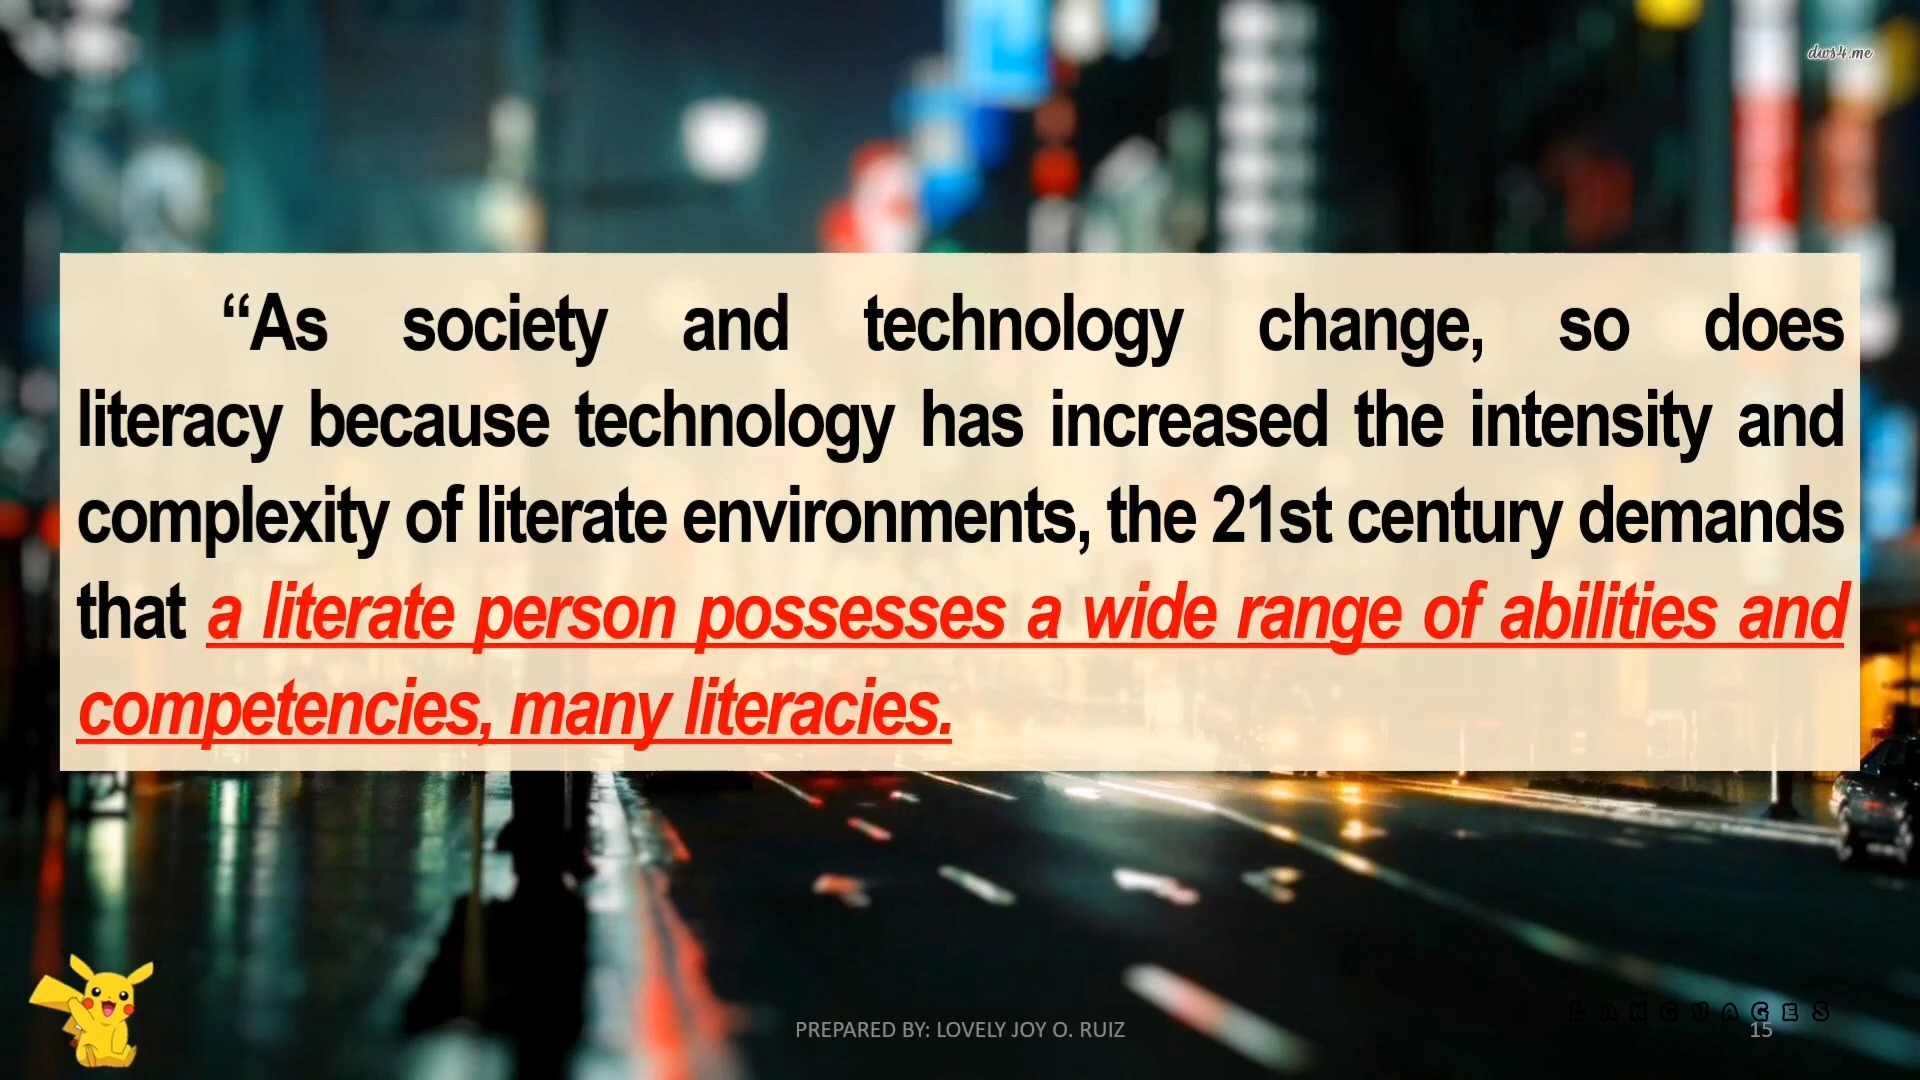 dws4.me
“As society and technology change, so does
literacy because technology has increased the intensity and
complexity of literate environments, the 21st century demands
that a literate person possesses a wide range of abilities and
competencies, many literacies.
LANGUAGES
PREPARED BY: LOVELY JOY O. RUIZ
15